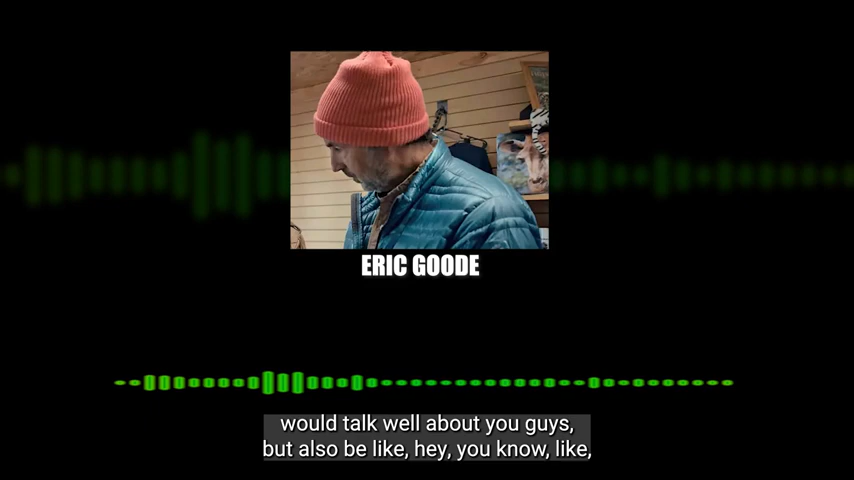 ERIC GOODE
would talk well about you guys,
but also be like, hey, you know, like,